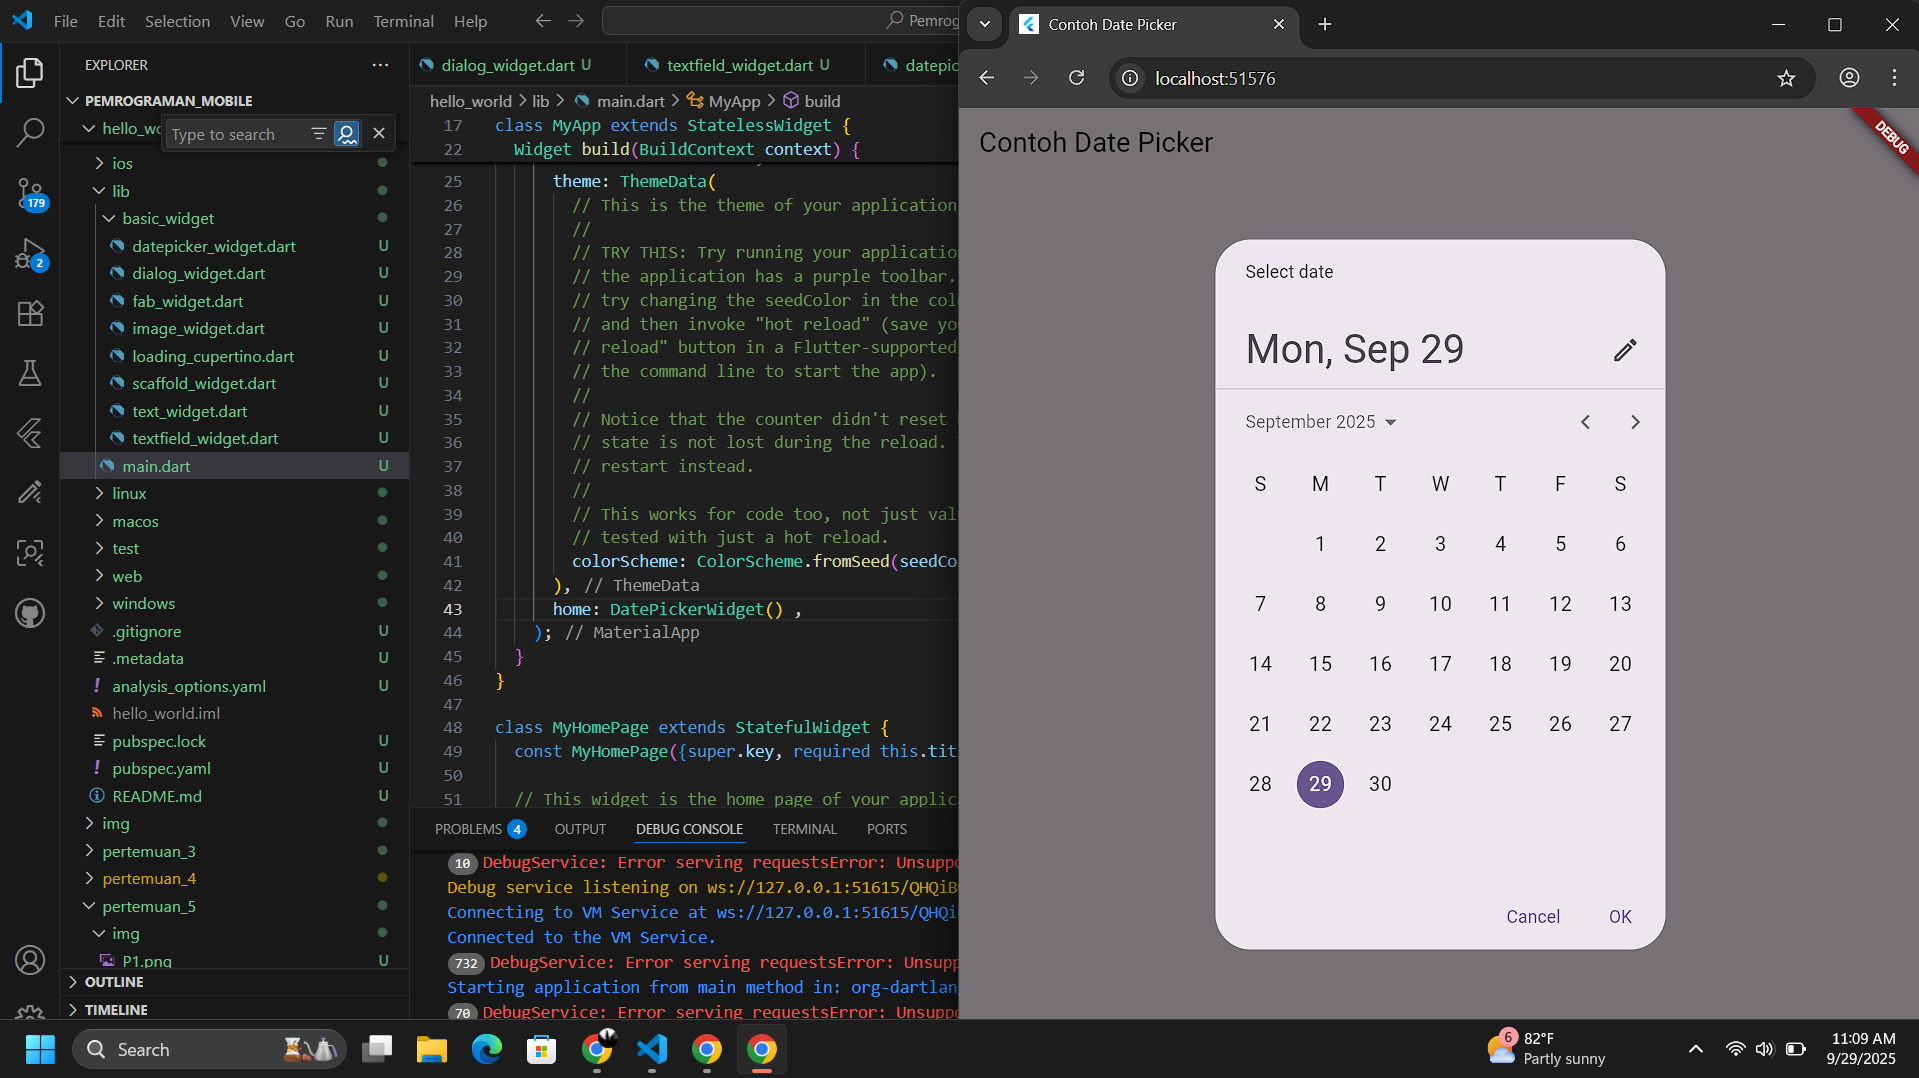 File Edit Selection View Go Run Terminal Help
Pemrog
EXPLORER
PEMROGRAMAN_MOBILE
hello_wo
Type to search
ios
lib
basic_widget
datepicker_widget.dart U
dialog_widget.dart U
fab_widget.dart U
image_widget.dart U
loading_cupertino.dart U
scaffold_widget.dart U
text_widget.dart U
textfield_widget.dart U
main.dart U
linux
macos
test
web
windows
.gitignore U
.metadata U
analysis_options.yaml U
hello_world.iml
pubspec.lock U
pubspec.yaml U
README.md U
img
pertemuan_3
pertemuan_4
pertemuan_5
img
P1.png U
OUTLINE
TIMELINE
179
2
dialog_widget.dart U textfield_widget.dart U datepic
hello_world > lib > main.dart > MyApp > build
17 class MyApp extends StatelessWidget {
22 Widget build(BuildContext context) {
25 theme: ThemeData(
26 // This is the theme of your application
27 //
28 // TRY THIS: Try running your application
29 // the application has a purple toolbar.
30 // try changing the seedColor in the col
31 // and then invoke "hot reload" (save yo
32 // reload" button in a Flutter-supported
33 // the command line to start the app).
34 //
35 // Notice that the counter didn't reset
36 // state is not lost during the reload.
37 // restart instead.
38 //
39 // This works for code too, not just val
40 // tested with just a hot reload.
41 colorScheme: ColorScheme.fromSeed(seedCo
42 ), // ThemeData
43 home: DatePickerWidget() ,
44 ); // MaterialApp
45 }
46 }
47
48 class MyHomePage extends StatefulWidget {
49 const MyHomePage({super.key, required this.tit
50
51 // This widget is the home page of your applic
PROBLEMS 4 OUTPUT DEBUG CONSOLE TERMINAL PORTS
10 DebugService: Error serving requestsError: Unsuppo
Debug service listening on ws://127.0.0.1:51615/QHQiB
Connecting to VM Service at ws://127.0.0.1:51615/QHQi
Connected to the VM Service.
732 DebugService: Error serving requestsError: Unsupp
Starting application from main method in: org-dartlan
70 DebugService: Error serving requestsError: Unsuppo
Contoh Date Picker
localhost:51576
Contoh Date Picker
DEBUG
Select date
Mon, Sep 29
September 2025
S M T W T F S
1 2 3 4 5 6
7 8 9 10 11 12 13
14 15 16 17 18 19 20
21 22 23 24 25 26 27
28 29 30
Cancel OK
Search
6
82°F
Partly sunny
11:09 AM
9/29/2025